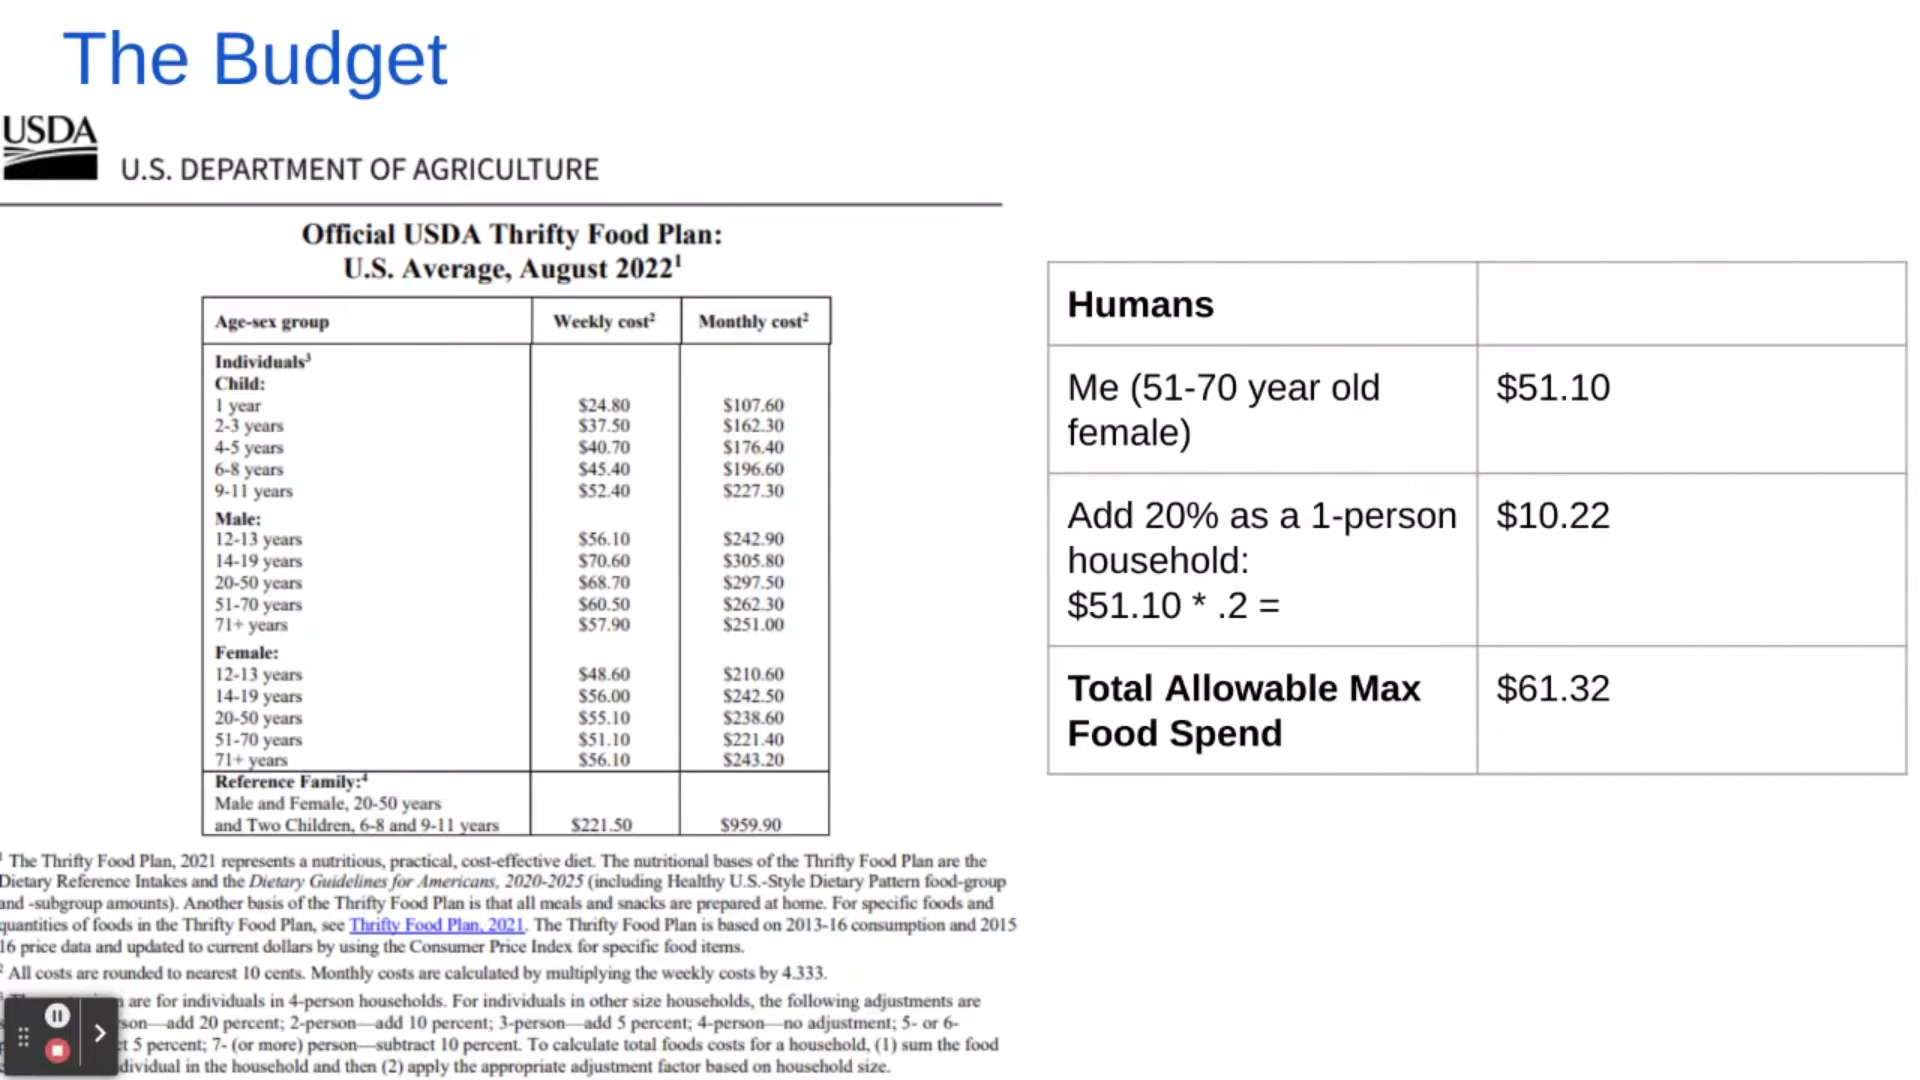 The Budget
USDA
U.S. DEPARTMENT OF AGRICULTURE
Official USDA Thrifty Food Plan:
U.S. Average, August 2022¹
Age-sex group Weekly cost² Monthly cost²
Individuals³
Child:
1 year $24.80 $107.60
2-3 years $37.50 $162.30
4-5 years $40.70 $176.40
6-8 years $45.40 $196.60
9-11 years $52.40 $227.30
Male:
12-13 years $56.10 $242.90
14-19 years $70.60 $305.80
20-50 years $68.70 $297.50
51-70 years $60.50 $262.30
71+ years $57.90 $251.00
Female:
12-13 years $48.60 $210.60
14-19 years $56.00 $242.50
20-50 years $55.10 $238.60
51-70 years $51.10 $221.40
71+ years $56.10 $243.20
Reference Family:⁴
Male and Female, 20-50 years
and Two Children, 6-8 and 9-11 years $221.50 $959.90
¹ The Thrifty Food Plan, 2021 represents a nutritious, practical, cost-effective diet. The nutritional bases of the Thrifty Food Plan are the
Dietary Reference Intakes and the Dietary Guidelines for Americans, 2020-2025 (including Healthy U.S.-Style Dietary Pattern food-group
and -subgroup amounts). Another basis of the Thrifty Food Plan is that all meals and snacks are prepared at home. For specific foods and
quantities of foods in the Thrifty Food Plan, see Thrifty Food Plan, 2021. The Thrifty Food Plan is based on 2013-16 consumption and 2015
16 price data and updated to current dollars by using the Consumer Price Index for specific food items.
² All costs are rounded to nearest 10 cents. Monthly costs are calculated by multiplying the weekly costs by 4.333.
are for individuals in 4-person households. For individuals in other size households, the following adjustments are
son—add 20 percent; 2-person—add 10 percent; 3-person—add 5 percent; 4-person—no adjustment; 5- or 6-
t 5 percent; 7- (or more) person—subtract 10 percent. To calculate total foods costs for a household, (1) sum the food
dividual in the household and then (2) apply the appropriate adjustment factor based on household size.
Humans
Me (51-70 year old $51.10
female)
Add 20% as a 1-person $10.22
household:
$51.10 * .2 =
Total Allowable Max $61.32
Food Spend